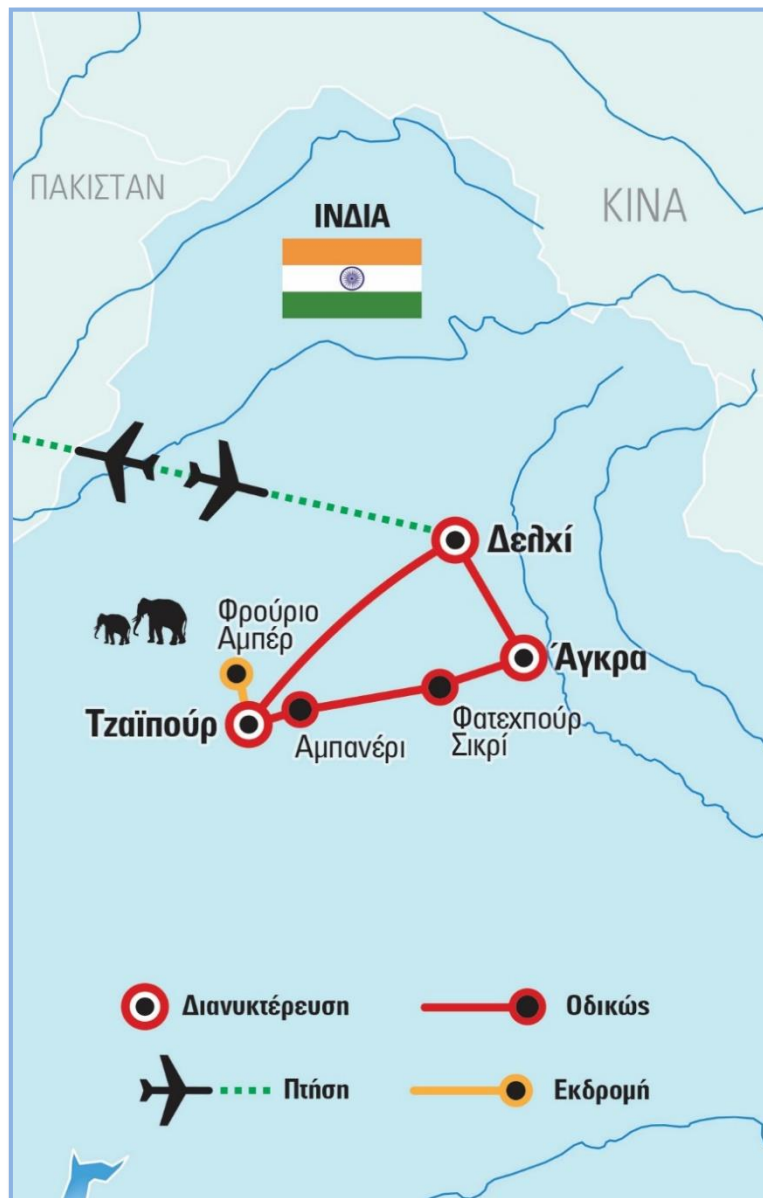 ΠΑΚΙΣΤΑΝ
ΚΙΝΑ
ΙΝΔΙΑ
Δελχί
Φρούριο
Αμπέρ
Άγκρα
Τζαϊπούρ
Αμπανέρι
Φατεχπούρ
Σικρί
Διανυκτέρευση
Οδικώς
Πτήση
Εκδρομή